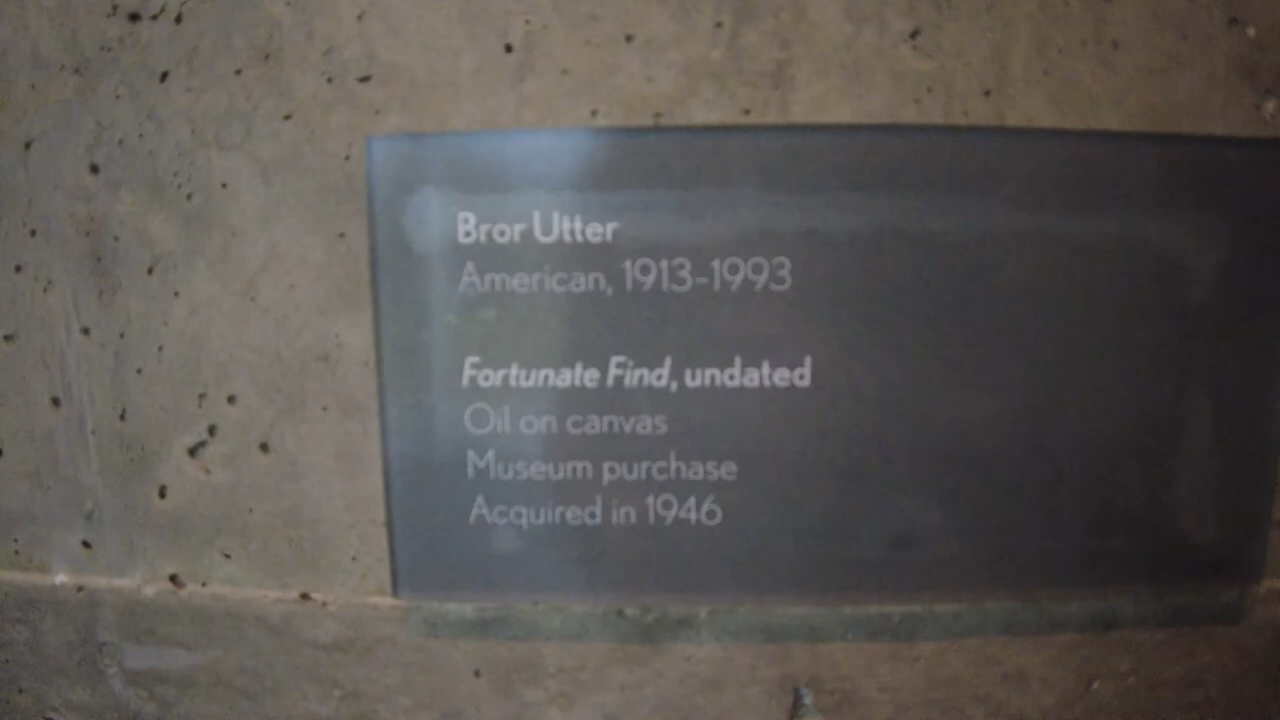 Bror Utter
American, 1913-1993
Fortunate Find, undated
Oil on canvas
Museum purchase
Acquired in 1946